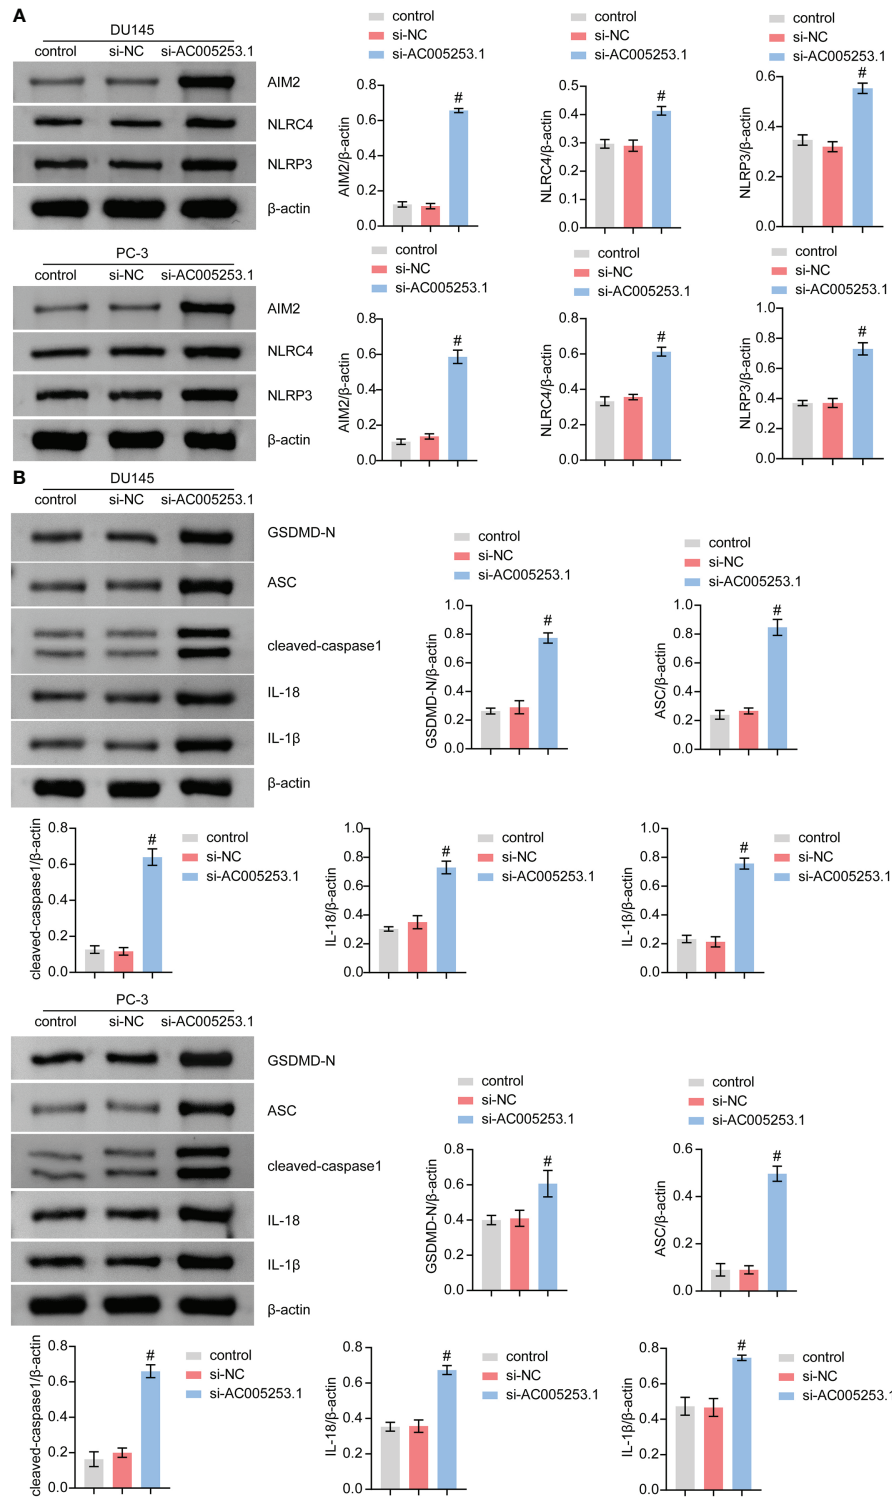 A
DU145
control si-NC si-AC005253.1
AIM2
NLRC4
NLRP3
β-actin
control
si-NC
si-AC005253.1
AIM2/β-actin
0.8
0.6
0.4
0.2
0.0
#
control
si-NC
si-AC005253.1
NLRC4/β-actin
0.5
0.4
0.3
0.2
0.1
0.0
#
control
si-NC
si-AC005253.1
NLRP3/β-actin
0.6
0.4
0.2
0.0
#
PC-3
control si-NC si-AC005253.1
AIM2
NLRC4
NLRP3
β-actin
control
si-NC
si-AC005253.1
AIM2/β-actin
0.8
0.6
0.4
0.2
0.0
#
control
si-NC
si-AC005253.1
NLRC4/β-actin
0.8
0.6
0.4
0.2
0.0
#
control
si-NC
si-AC005253.1
NLRP3/β-actin
1.0
0.8
0.6
0.4
0.2
0.0
#
B
DU145
control si-NC si-AC005253.1
GSDMD-N
ASC
cleaved-caspase1
IL-18
IL-1β
β-actin
control
si-NC
si-AC005253.1
GSDMD-N/β-actin
1.0
0.8
0.6
0.4
0.2
0.0
#
control
si-NC
si-AC005253.1
ASC/β-actin
1.0
0.8
0.6
0.4
0.2
0.0
#
cleaved-caspase1/β-actin
0.8
0.6
0.4
0.2
0.0
#
control
si-NC
si-AC005253.1
IL-18/β-actin
1.0
0.8
0.6
0.4
0.2
0.0
#
control
si-NC
si-AC005253.1
IL-1β/β-actin
1.0
0.8
0.6
0.4
0.2
0.0
#
control
si-NC
si-AC005253.1
PC-3
control si-NC si-AC005253.1
GSDMD-N
ASC
cleaved-caspase1
IL-18
IL-1β
β-actin
control
si-NC
si-AC005253.1
GSDMD-N/β-actin
0.8
0.6
0.4
0.2
0.0
#
control
si-NC
si-AC005253.1
ASC/β-actin
0.6
0.4
0.2
0.0
#
cleaved-caspase1/β-actin
0.8
0.6
0.4
0.2
0.0
#
control
si-NC
si-AC005253.1
IL-18/β-actin
0.8
0.6
0.4
0.2
0.0
#
control
si-NC
si-AC005253.1
IL-1β/β-actin
0.8
0.6
0.4
0.2
0.0
#
control
si-NC
si-AC005253.1